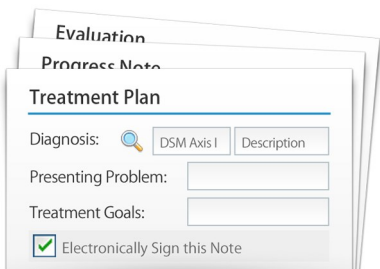 Evaluation
Progress Note
Treatment Plan
Diagnosis: DSM Axis I Description
Presenting Problem:
Treatment Goals:
Electronically Sign this Note